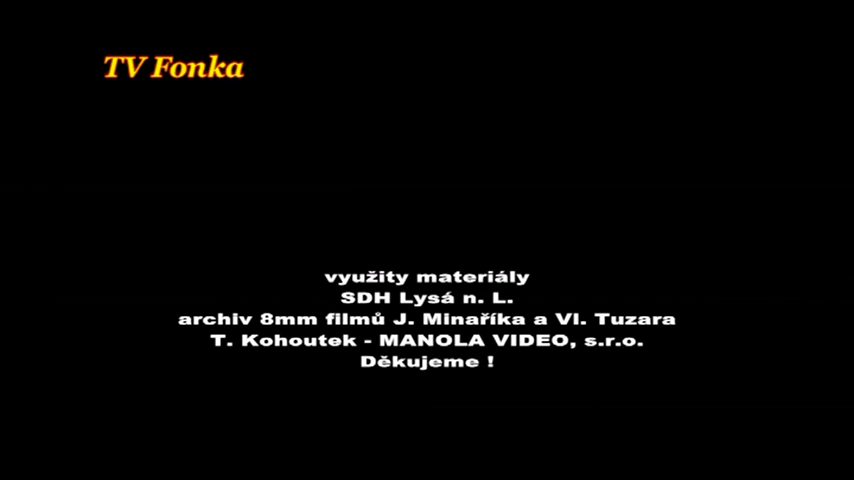 TV Fonka
využity materiály
SDH Lysá n. L.
archiv 8mm filmů J. Minaříka a Vl. Tuzara
T. Kohoutek - MANOLA VIDEO, s.r.o.
Děkujeme !